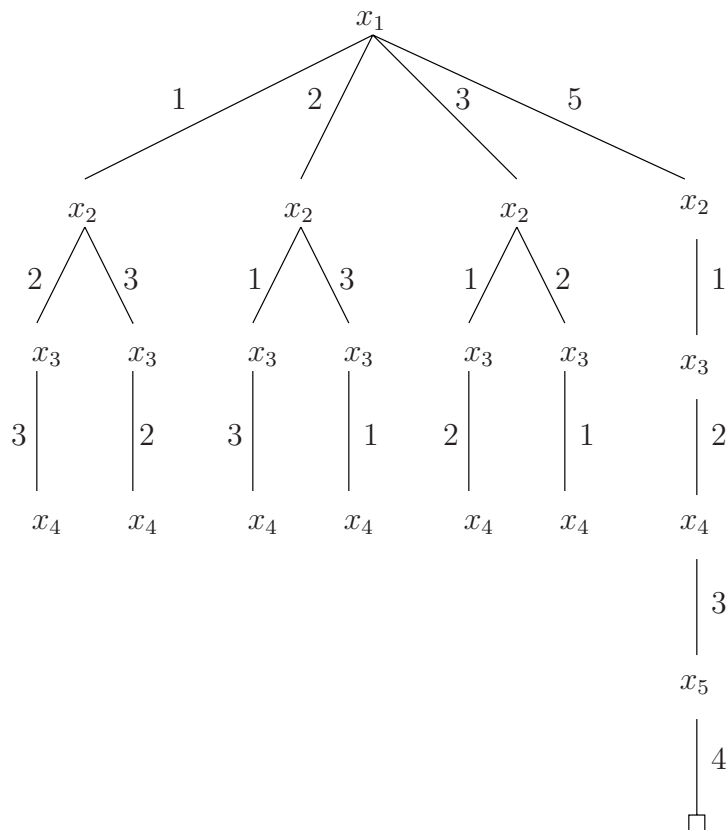 x₁
1 2 3 5
x₂ x₂ x₂ x₂
2 3 1 3 1 2 1
x₃ x₃ x₃ x₃ x₃ x₃ x₃
3 2 3 1 2 1 2
x₄ x₄ x₄ x₄ x₄ x₄ x₄
3
x₅
4